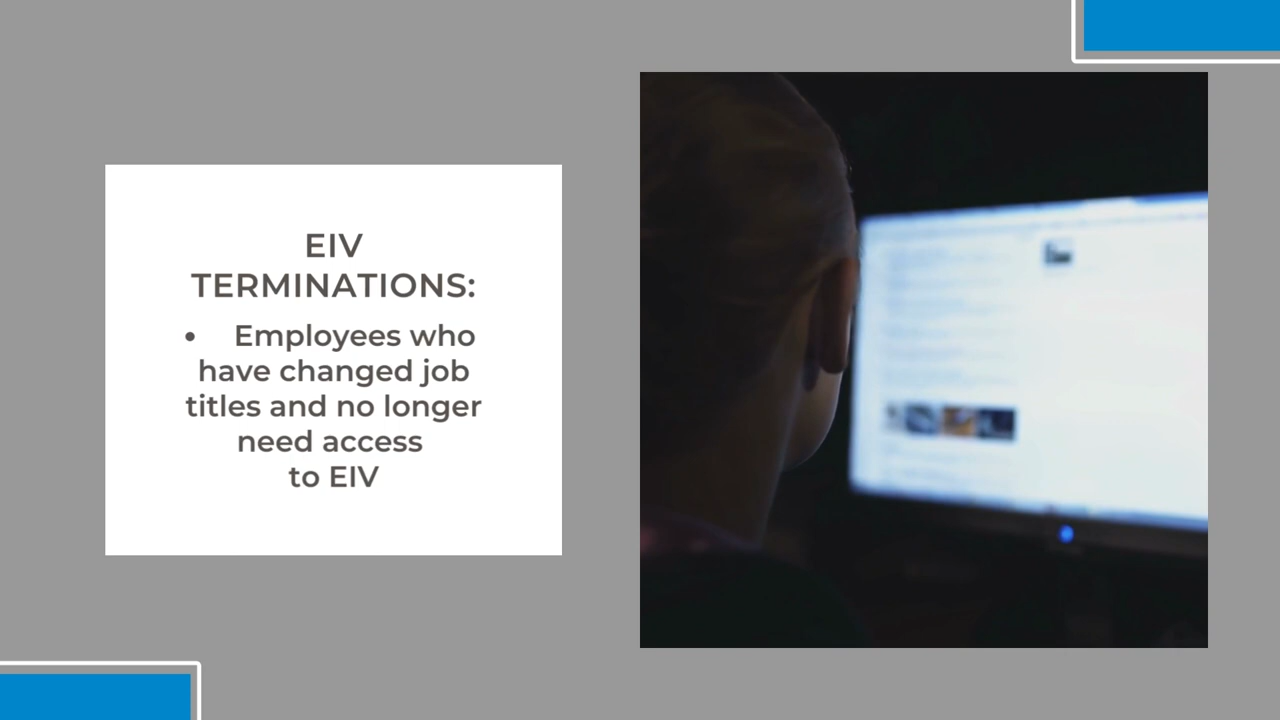 EIV
TERMINATIONS:
• Employees who
have changed job
titles and no longer
need access
to EIV